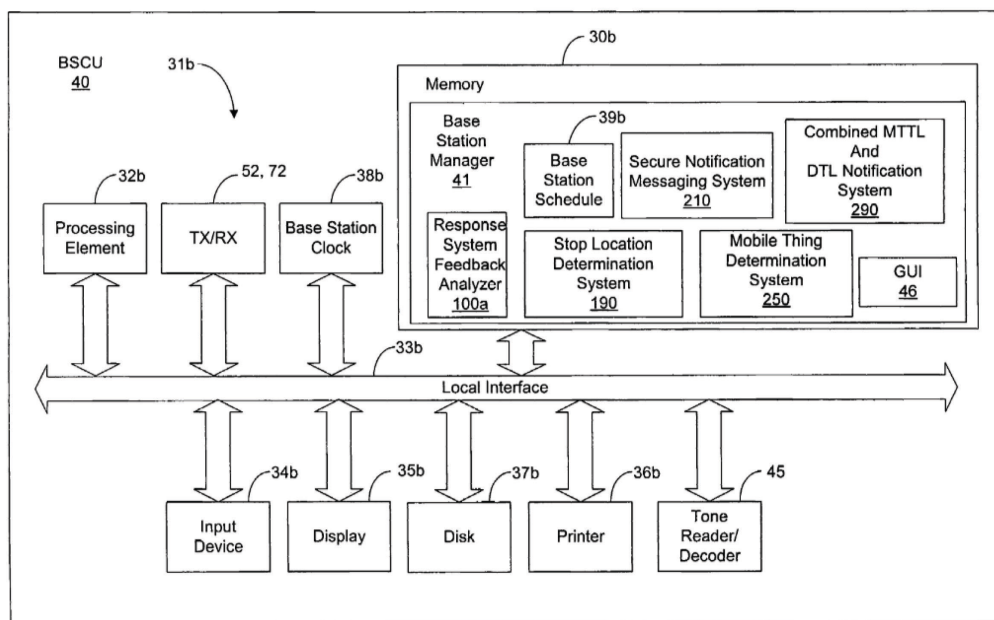 BSCU
40
31b
30b
Memory
Base
Station
Manager
41
39b
Base
Station
Schedule
Secure Notification
Messaging System
210
Combined MTTL
And
DTL Notification
System
290
Response
System
Feedback
Analyzer
100a
Stop Location
Determination
System
190
Mobile Thing
Determination
System
250
GUI
46
32b
Processing
Element
52, 72
TX/RX
38b
Base Station
Clock
33b
Local Interface
34b
Input
Device
35b
Display
37b
Disk
36b
Printer
45
Tone
Reader/
Decoder